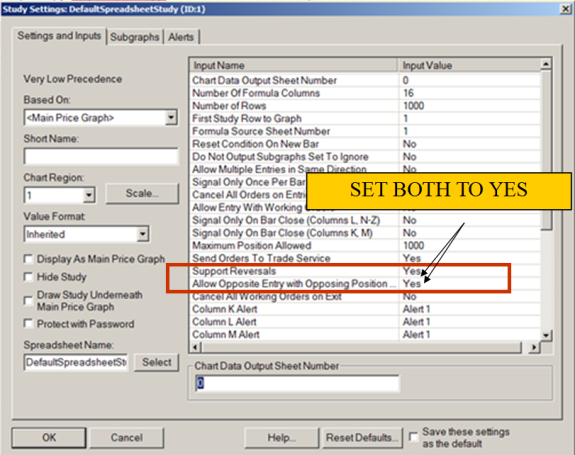 Study Settings: DefaultSpreadsheetStudy (ID:1)
Settings and Inputs Subgraphs Alerts
Very Low Precedence
Based On:
<Main Price Graph>
Short Name:
Chart Region:
1 Scale...
Value Format:
Inherited
Display As Main Price Graph
Hide Study
Draw Study Underneath
Main Price Graph
Protect with Password
Spreadsheet Name:
DefaultSpreadsheetSt Select
Input Name Input Value
Chart Data Output Sheet Number 0
Number Of Formula Columns 16
Number of Rows 1000
First Study Row to Graph 1
Formula Source Sheet Number 1
Reset Condition On New Bar No
Do Not Output Subgraphs Set To Ignore No
Allow Multiple Entries in Same Direction No
Signal Only Once Per Bar
Cancel All Orders on Entri
Allow Entry With Working
SET BOTH TO YES
Signal Only On Bar Close (Columns L, N-Z) No
Signal Only On Bar Close (Columns K, M) No
Maximum Position Allowed 1000
Send Orders To Trade Service Yes
Support Reversals Yes
Allow Opposite Entry with Opposing Position ... Yes
Cancel All Working Orders on Exit No
Column K Alert Alert 1
Column L Alert Alert 1
Column M Alert Alert 1
Chart Data Output Sheet Number
0
OK Cancel Help... Reset Defaults... Save these settings
as the default